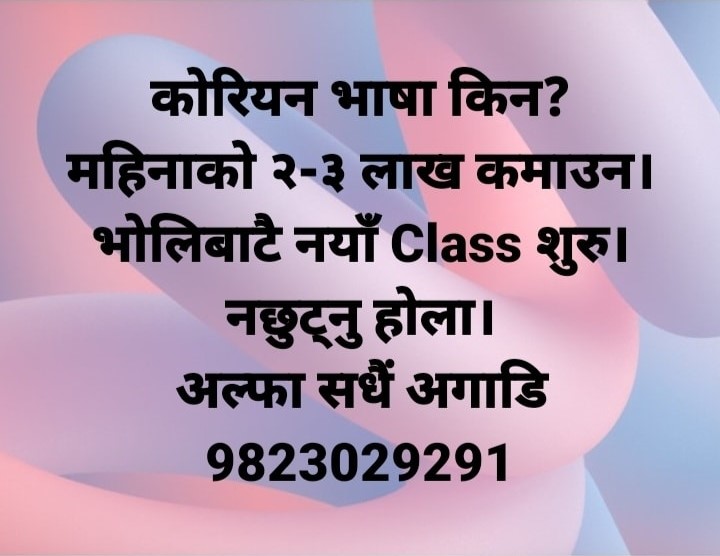 कोरियन भाषा किन?
महिनाको २-३ लाख कमाउन।
भोलिबाटै नयाँ Class शुरु।
नछुट्नु होला।
अल्फा सधैं अगाडि
9823029291